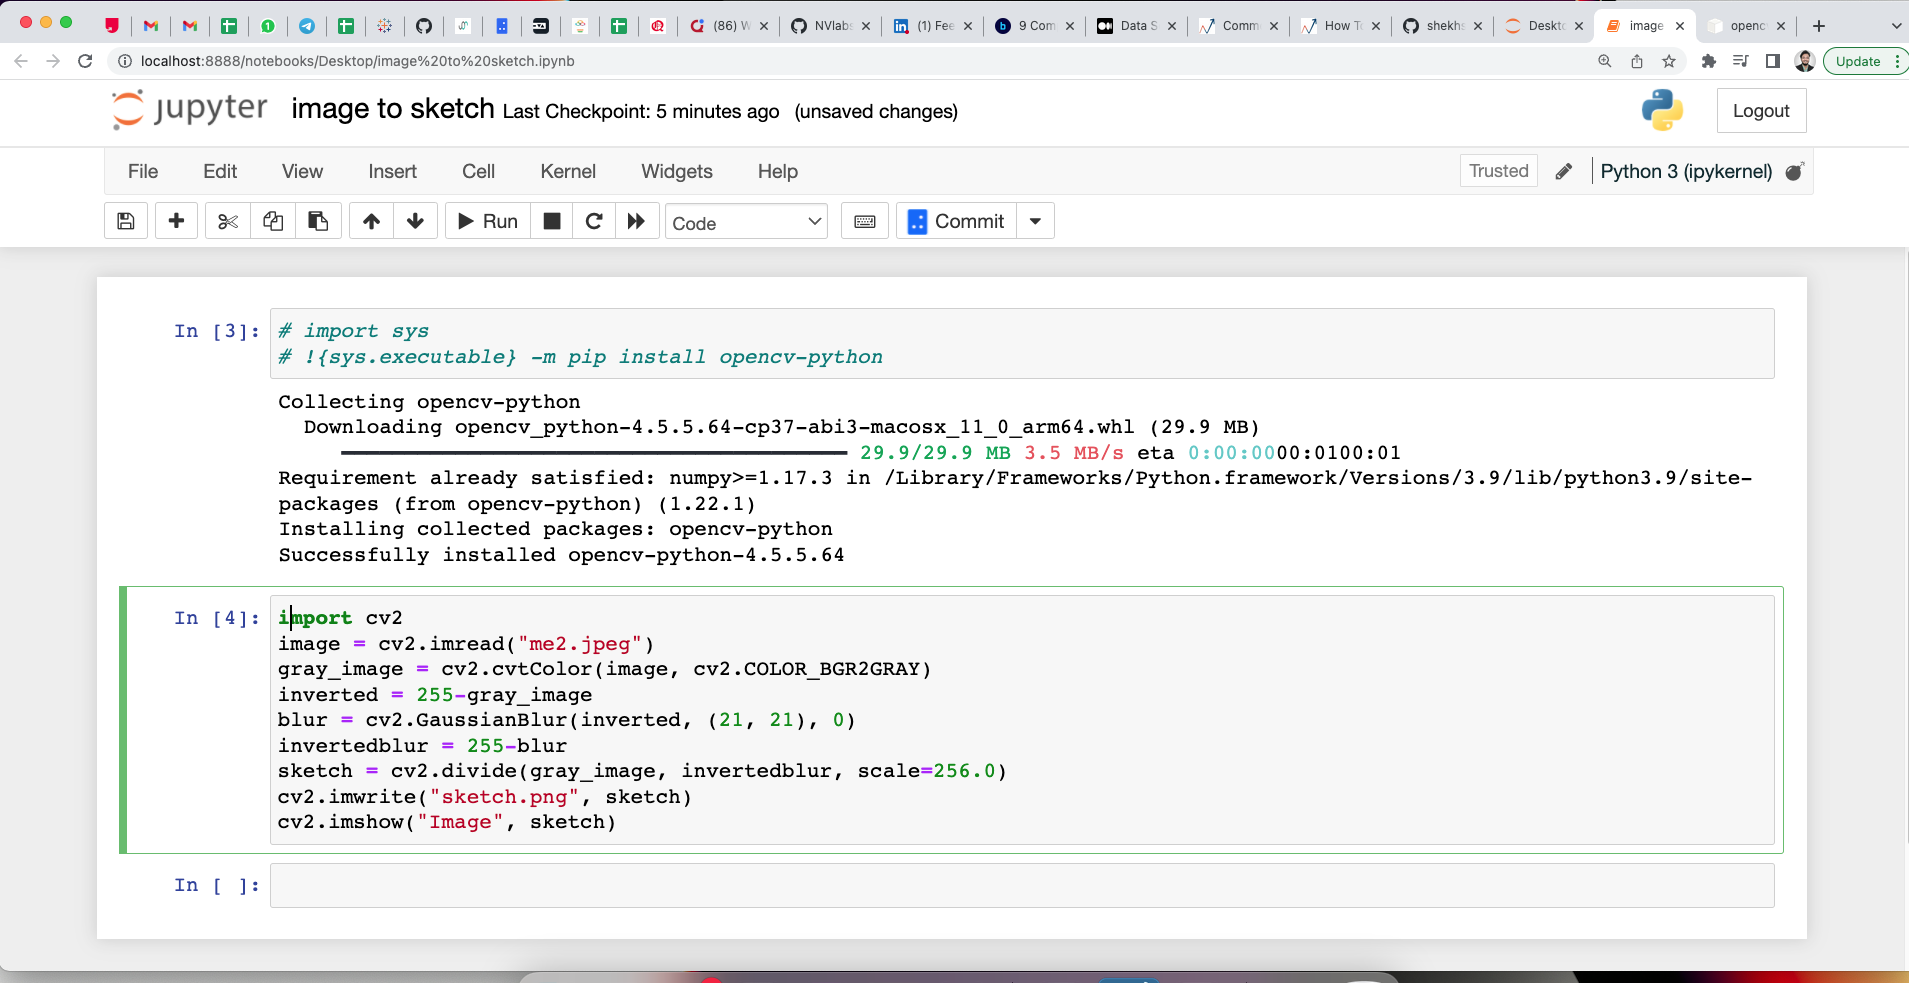 (86) W
NVlabs
in (1) Fee
b 9 Com
Data S
Comm
How To
shekhs
Deskto
image
openc
localhost:8888/notebooks/Desktop/image%20to%20sketch.ipynb
Update
jupyter image to sketch Last Checkpoint: 5 minutes ago (unsaved changes)
Logout
File Edit View Insert Cell Kernel Widgets Help
Trusted Python 3 (ipykernel)
Run Code Commit
In [3]: # import sys
# !{sys.executable} -m pip install opencv-python
Collecting opencv-python
Downloading opencv_python-4.5.5.64-cp37-abi3-macosx_11_0_arm64.whl (29.9 MB)
29.9/29.9 MB 3.5 MB/s eta 0:00:0000:0100:01
Requirement already satisfied: numpy>=1.17.3 in /Library/Frameworks/Python.framework/Versions/3.9/lib/python3.9/site-
packages (from opencv-python) (1.22.1)
Installing collected packages: opencv-python
Successfully installed opencv-python-4.5.5.64
In [4]: import cv2
image = cv2.imread("me2.jpeg")
gray_image = cv2.cvtColor(image, cv2.COLOR_BGR2GRAY)
inverted = 255-gray_image
blur = cv2.GaussianBlur(inverted, (21, 21), 0)
invertedblur = 255-blur
sketch = cv2.divide(gray_image, invertedblur, scale=256.0)
cv2.imwrite("sketch.png", sketch)
cv2.imshow("Image", sketch)
In [ ]: